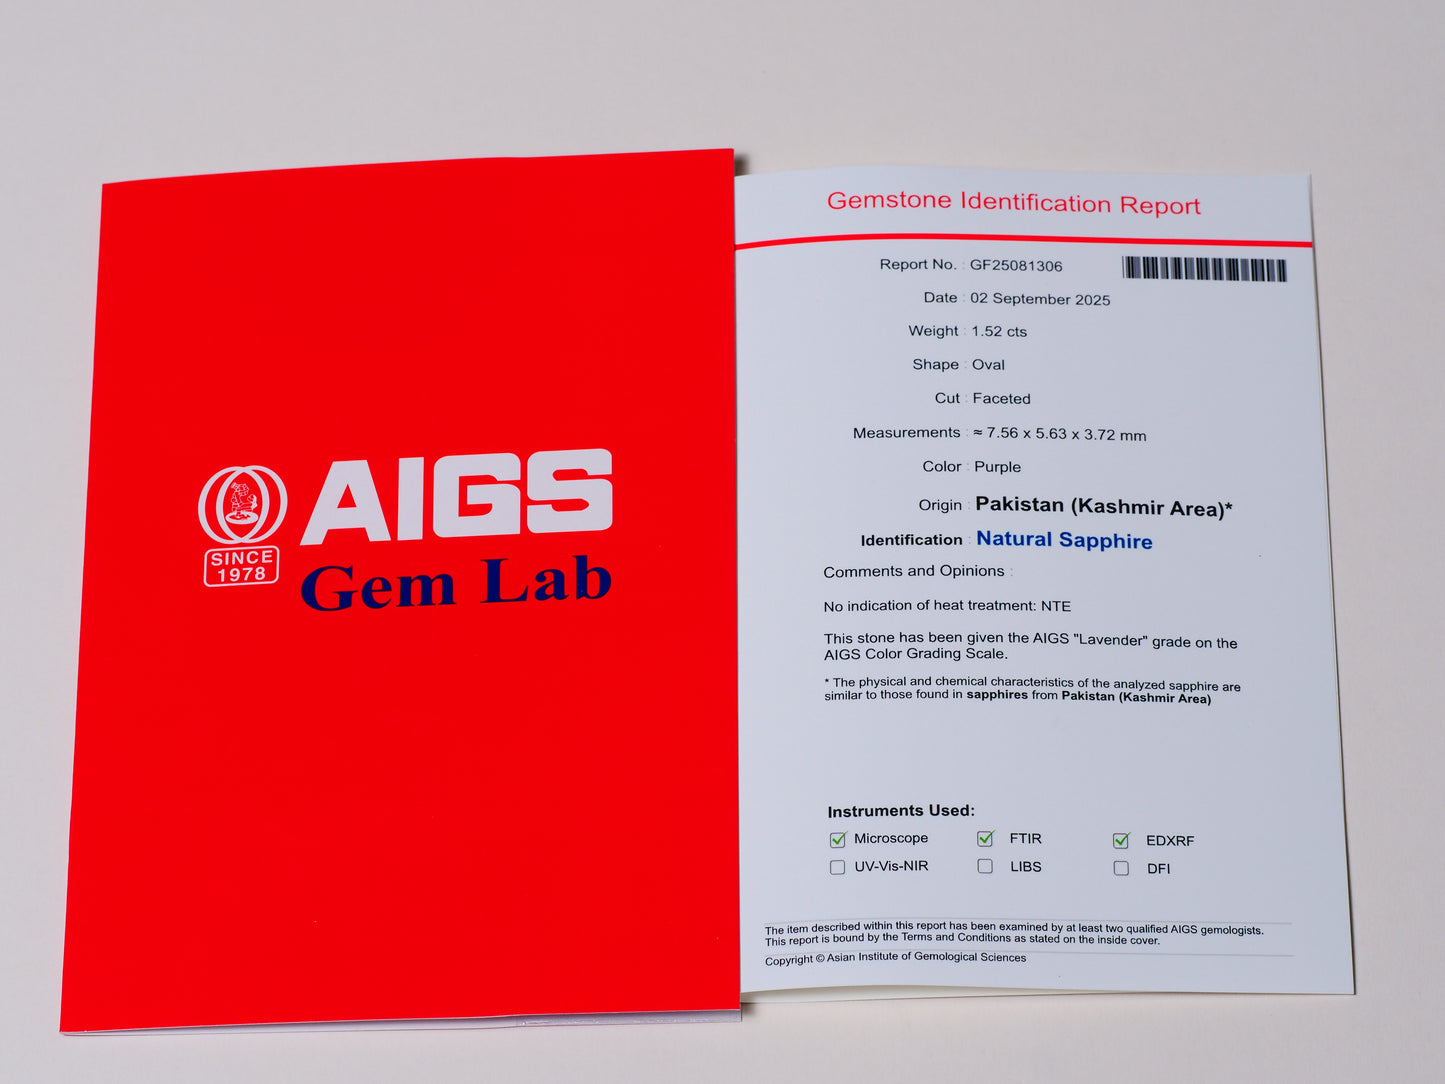 AIGS
SINCE
1978
Gem Lab
Gemstone Identification Report
Report No. : GF25081306
Date : 02 September 2025
Weight : 1.52 cts
Shape : Oval
Cut : Faceted
Measurements : ≈ 7.56 x 5.63 x 3.72 mm
Color : Purple
Origin : Pakistan (Kashmir Area)*
Identification : Natural Sapphire
Comments and Opinions :
No indication of heat treatment: NTE
This stone has been given the AIGS "Lavender" grade on the
AIGS Color Grading Scale.
* The physical and chemical characteristics of the analyzed sapphire are
similar to those found in sapphires from Pakistan (Kashmir Area)
Instruments Used:
Microscope FTIR EDXRF
UV-Vis-NIR LIBS DFI
The item described within this report has been examined by at least two qualified AIGS gemologists.
This report is bound by the Terms and Conditions as stated on the inside cover.
Copyright © Asian Institute of Gemological Sciences